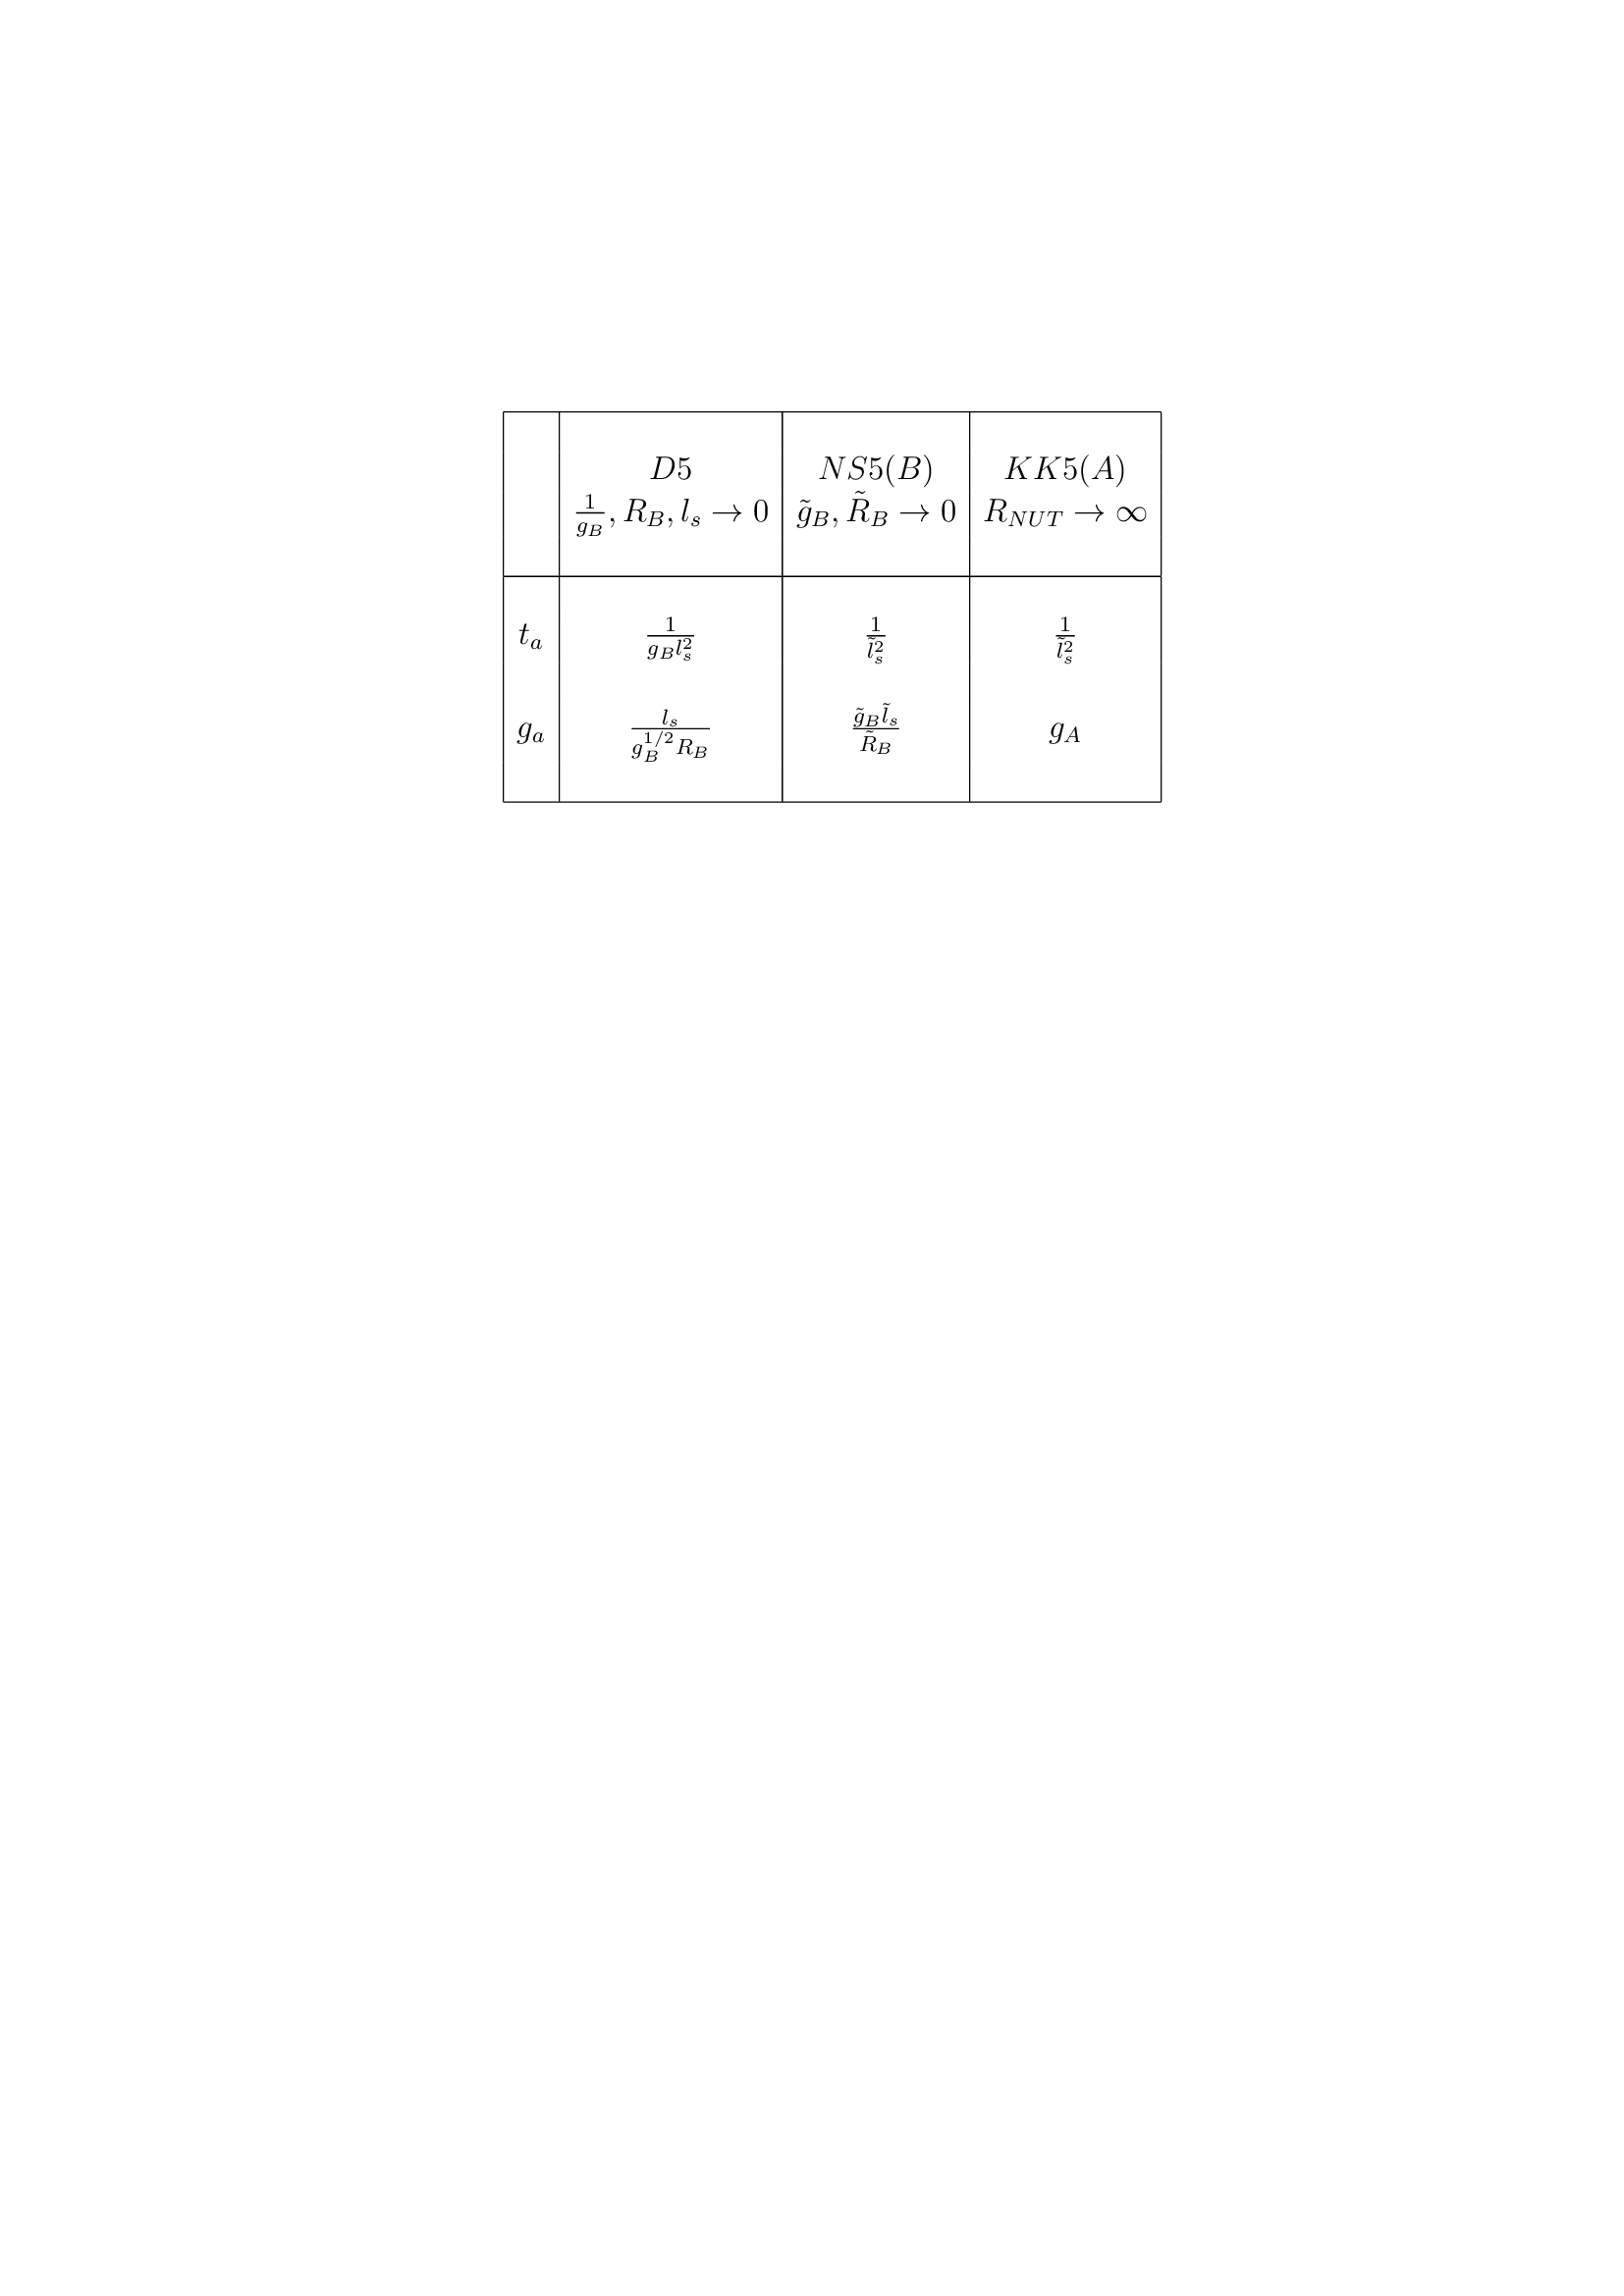 $D5$ $NS5(B)$ $KK5(A)$
$\frac{1}{g_B}, R_B, l_s \to 0$ $\tilde{g}_B, \tilde{R}_B \to 0$ $R_{NUT} \to \infty$
$t_a$ $\frac{1}{g_B l_s^2}$ $\frac{1}{\tilde{l}_s^2}$ $\frac{1}{\tilde{l}_s^2}$
$g_a$ $\frac{l_s}{g_B^{1/2} R_B}$ $\frac{\tilde{g}_B \tilde{l}_s}{\tilde{R}_B}$ $g_A$